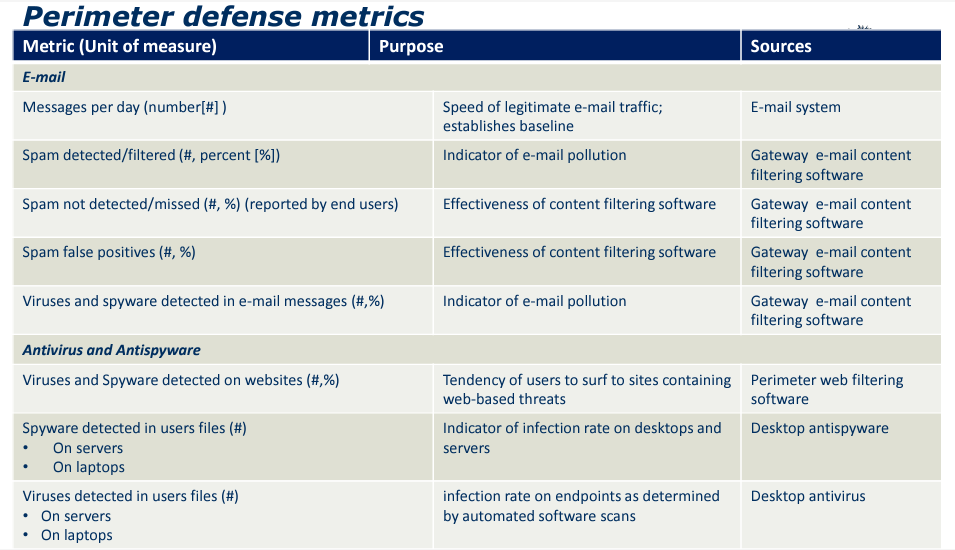 Perimeter defense metrics
Metric (Unit of measure) Purpose Sources
E-mail
Messages per day (number[#] ) Speed of legitimate e-mail traffic; E-mail system
establishes baseline
Spam detected/filtered (#, percent [%]) Indicator of e-mail pollution Gateway  e-mail content
filtering software
Spam not detected/missed (#, %) (reported by end users) Effectiveness of content filtering software Gateway  e-mail content
filtering software
Spam false positives (#, %) Effectiveness of content filtering software Gateway  e-mail content
filtering software
Viruses and spyware detected in e-mail messages (#,%) Indicator of e-mail pollution Gateway  e-mail content
filtering software
Antivirus and Antispyware
Viruses and Spyware detected on websites (#,%) Tendency of users to surf to sites containing Perimeter web filtering
web-based threats software
Spyware detected in users files (#) Indicator of infection rate on desktops and Desktop antispyware
• On servers servers
• On laptops
Viruses detected in users files (#) infection rate on endpoints as determined Desktop antivirus
• On servers by automated software scans
• On laptops